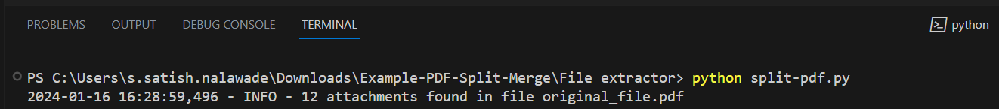 PROBLEMS OUTPUT DEBUG CONSOLE TERMINAL python
PS C:\Users\s.satish.nalawade\Downloads\Example-PDF-Split-Merge\File extractor> python split-pdf.py
2024-01-16 16:28:59,496 - INFO - 12 attachments found in file original_file.pdf